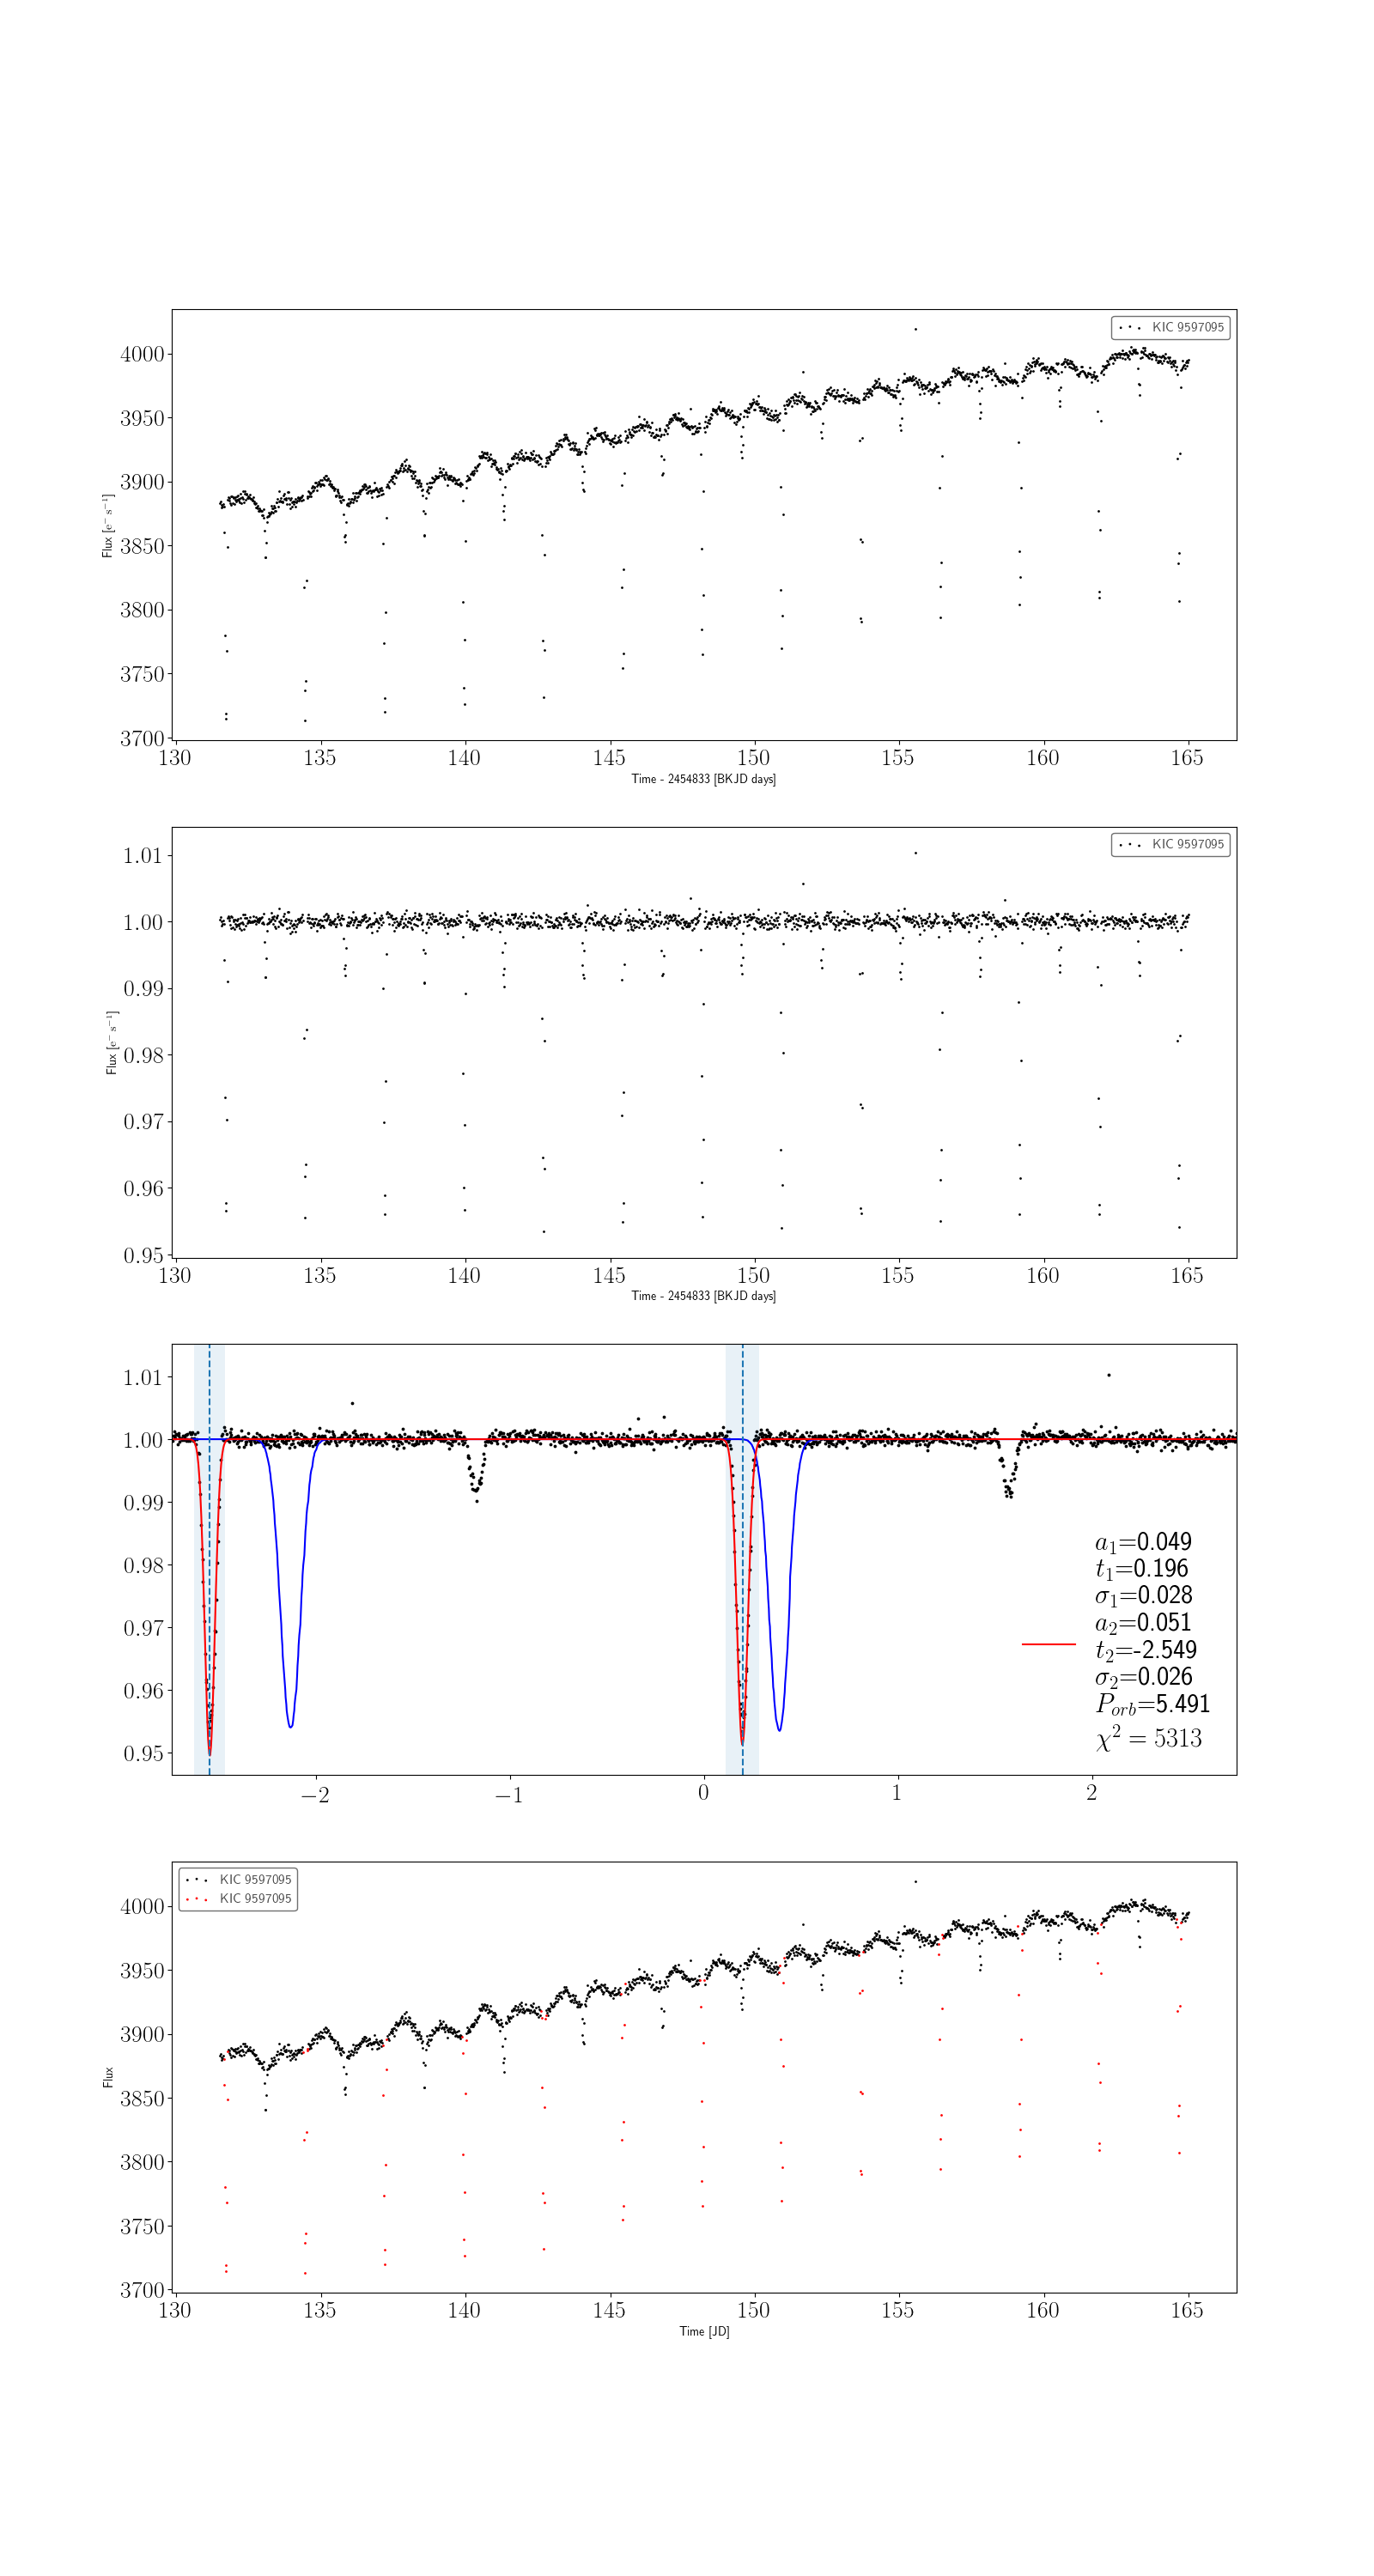 KIC 9597095
4000
3950
3900
3850
3800
3750
3700
Flux [e⁻ s⁻¹]
130 135 140 145 150 155 160 165
Time - 2454833 [BKJD days]
KIC 9597095
1.01
1.00
0.99
0.98
0.97
0.96
0.95
Flux [e⁻ s⁻¹]
130 135 140 145 150 155 160 165
Time - 2454833 [BKJD days]
1.01
1.00
0.99
0.98
0.97
0.96
0.95
a₁=0.049
t₁=0.196
σ₁=0.028
a₂=0.051
t₂=-2.549
σ₂=0.026
P_orb=5.491
χ² = 5313
−2 −1 0 1 2
KIC 9597095
KIC 9597095
4000
3950
3900
3850
3800
3750
3700
Flux
130 135 140 145 150 155 160 165
Time [JD]